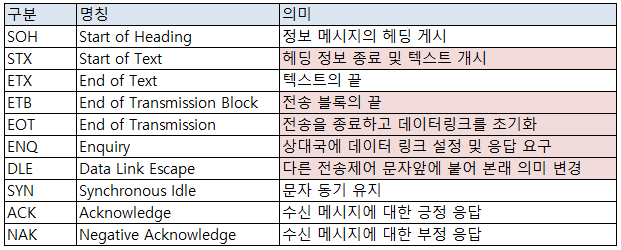 구분 명칭 의미
SOH Start of Heading 정보 메시지의 헤딩 게시
STX Start of Text 헤딩 정보 종료 및 텍스트 개시
ETX End of Text 텍스트의 끝
ETB End of Transmission Block 전송 블록의 끝
EOT End of Transmission 전송을 종료하고 데이터링크를 초기화
ENQ Enquiry 상대국에 데이터 링크 설정 및 응답 요구
DLE Data Link Escape 다른 전송제어 문자앞에 붙어 본래 의미 변경
SYN Synchronous Idle 문자 동기 유지
ACK Acknowledge 수신 메시지에 대한 긍정 응답
NAK Negative Acknowledge 수신 메시지에 대한 부정 응답